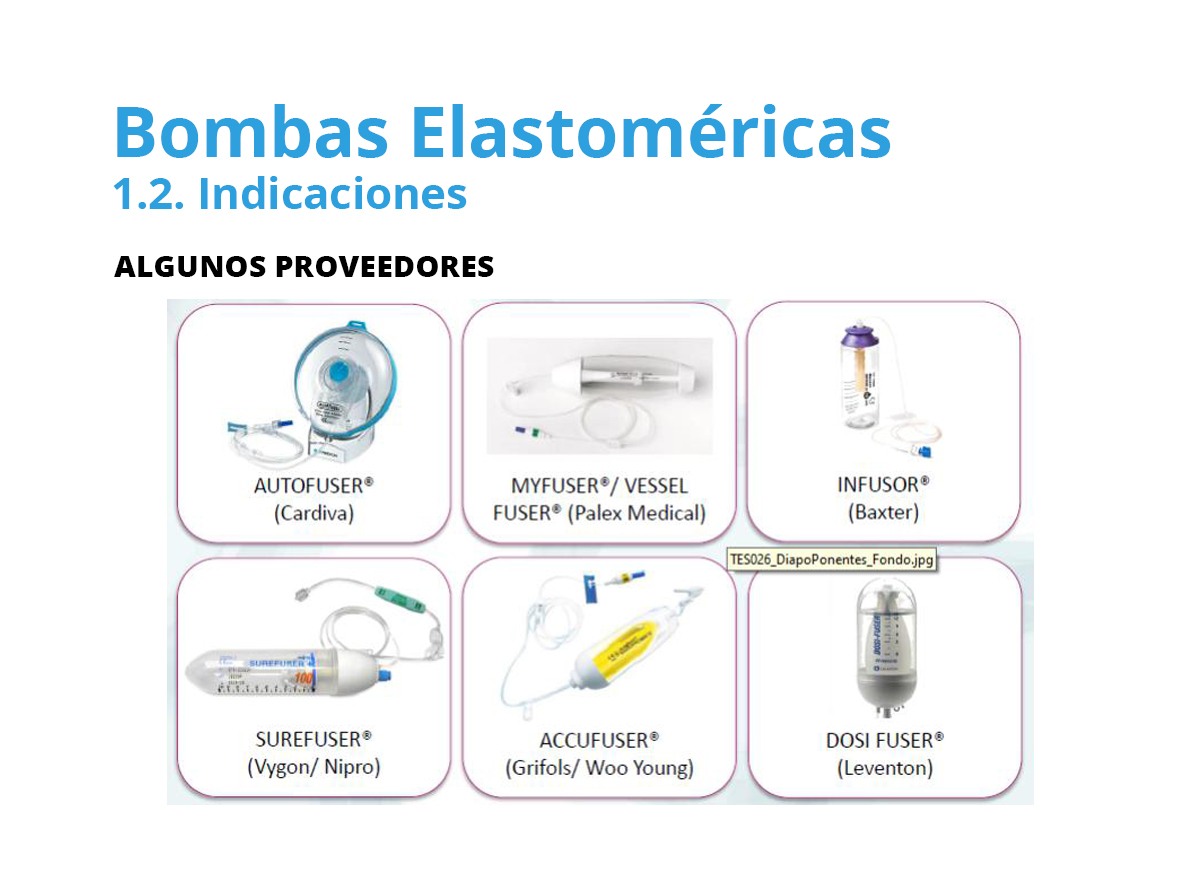 Bombas Elastoméricas
1.2. Indicaciones
ALGUNOS PROVEEDORES
AUTOFUSER®
(Cardiva)
MYFUSER®/ VESSEL
FUSER® (Palex Medical)
INFUSOR®
(Baxter)
TES026_DiapoPonentes_Fondo.jpg
SUREFUSER
100
SUREFUSER®
(Vygon/ Nipro)
ACCUFUSER®
(Grifols/ Woo Young)
DOSI-FUSER
DOSI FUSER®
(Leventon)